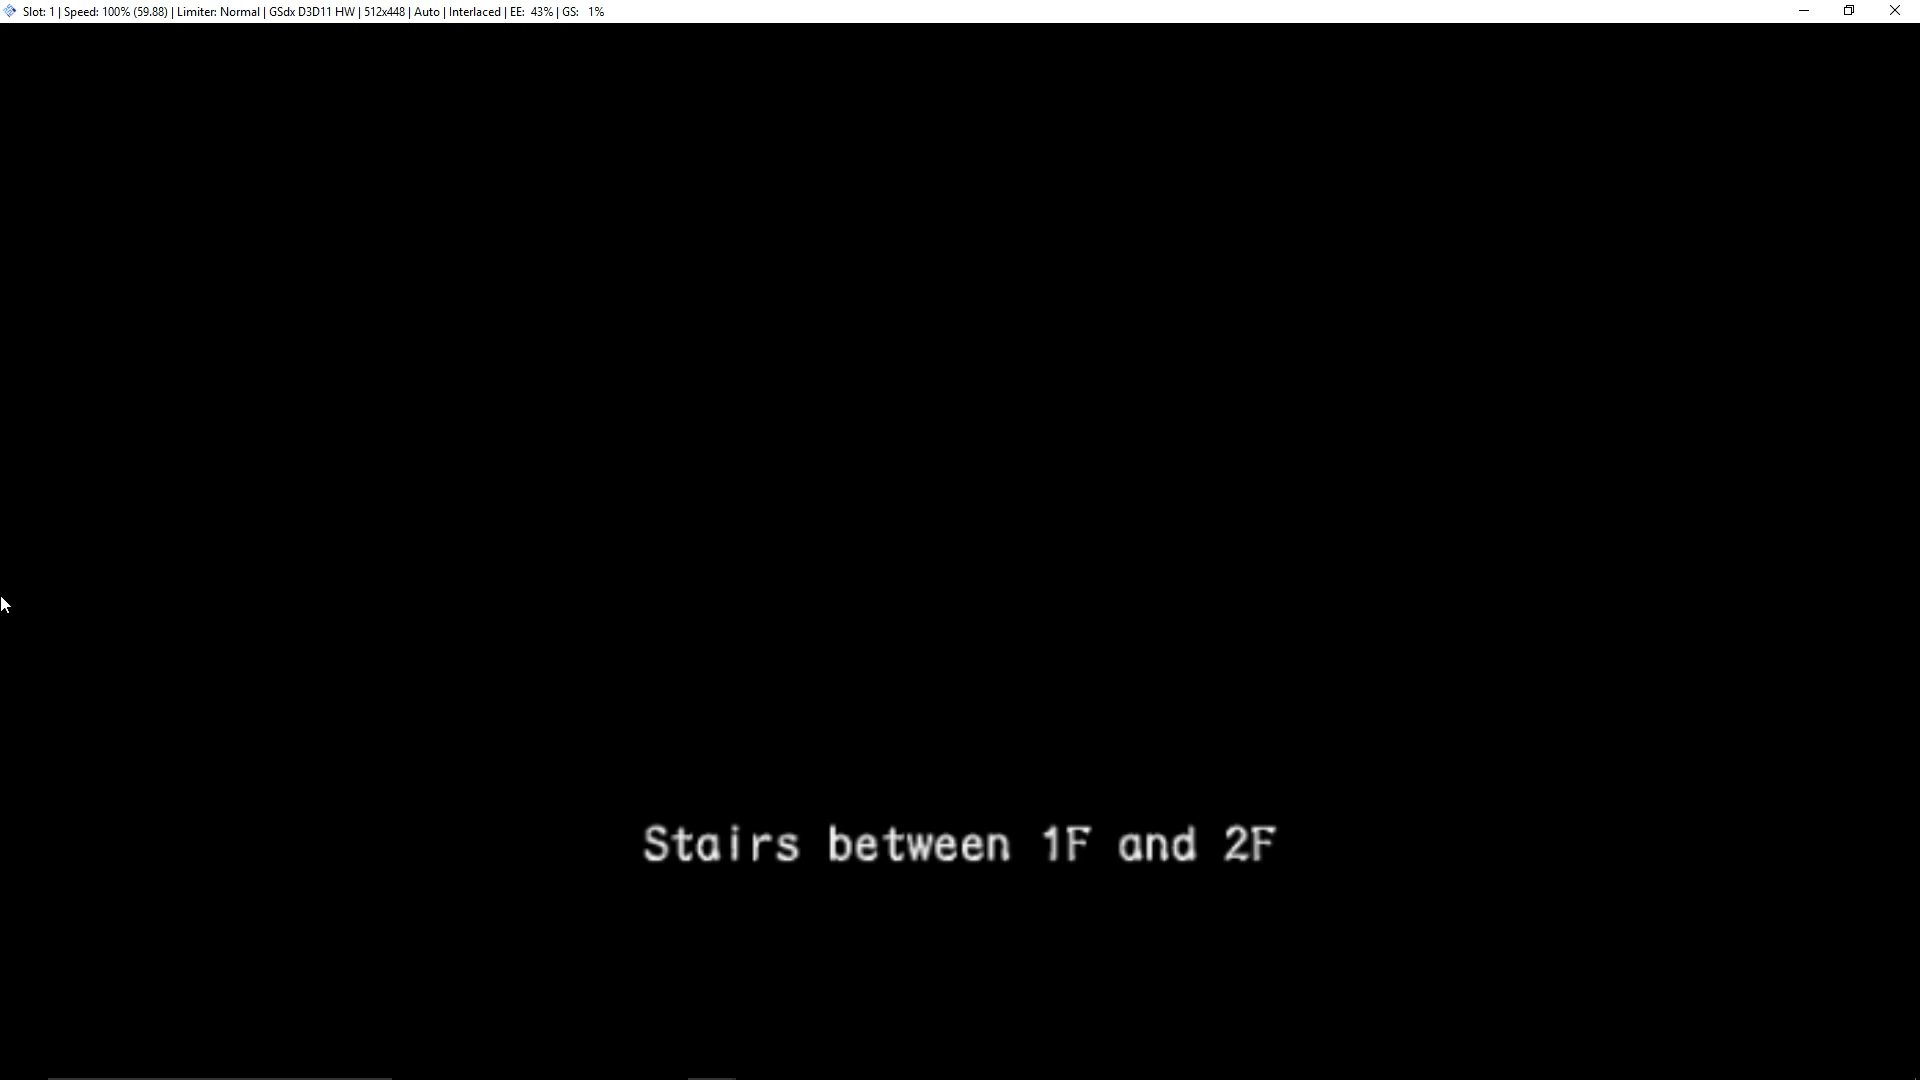 Slot: 1 | Speed: 100% (59.88) | Limiter: Normal | GSdx D3D11 HW | 512x448 | Auto | Interlaced | EE: 43% | GS: 1%
Stairs between 1F and 2F